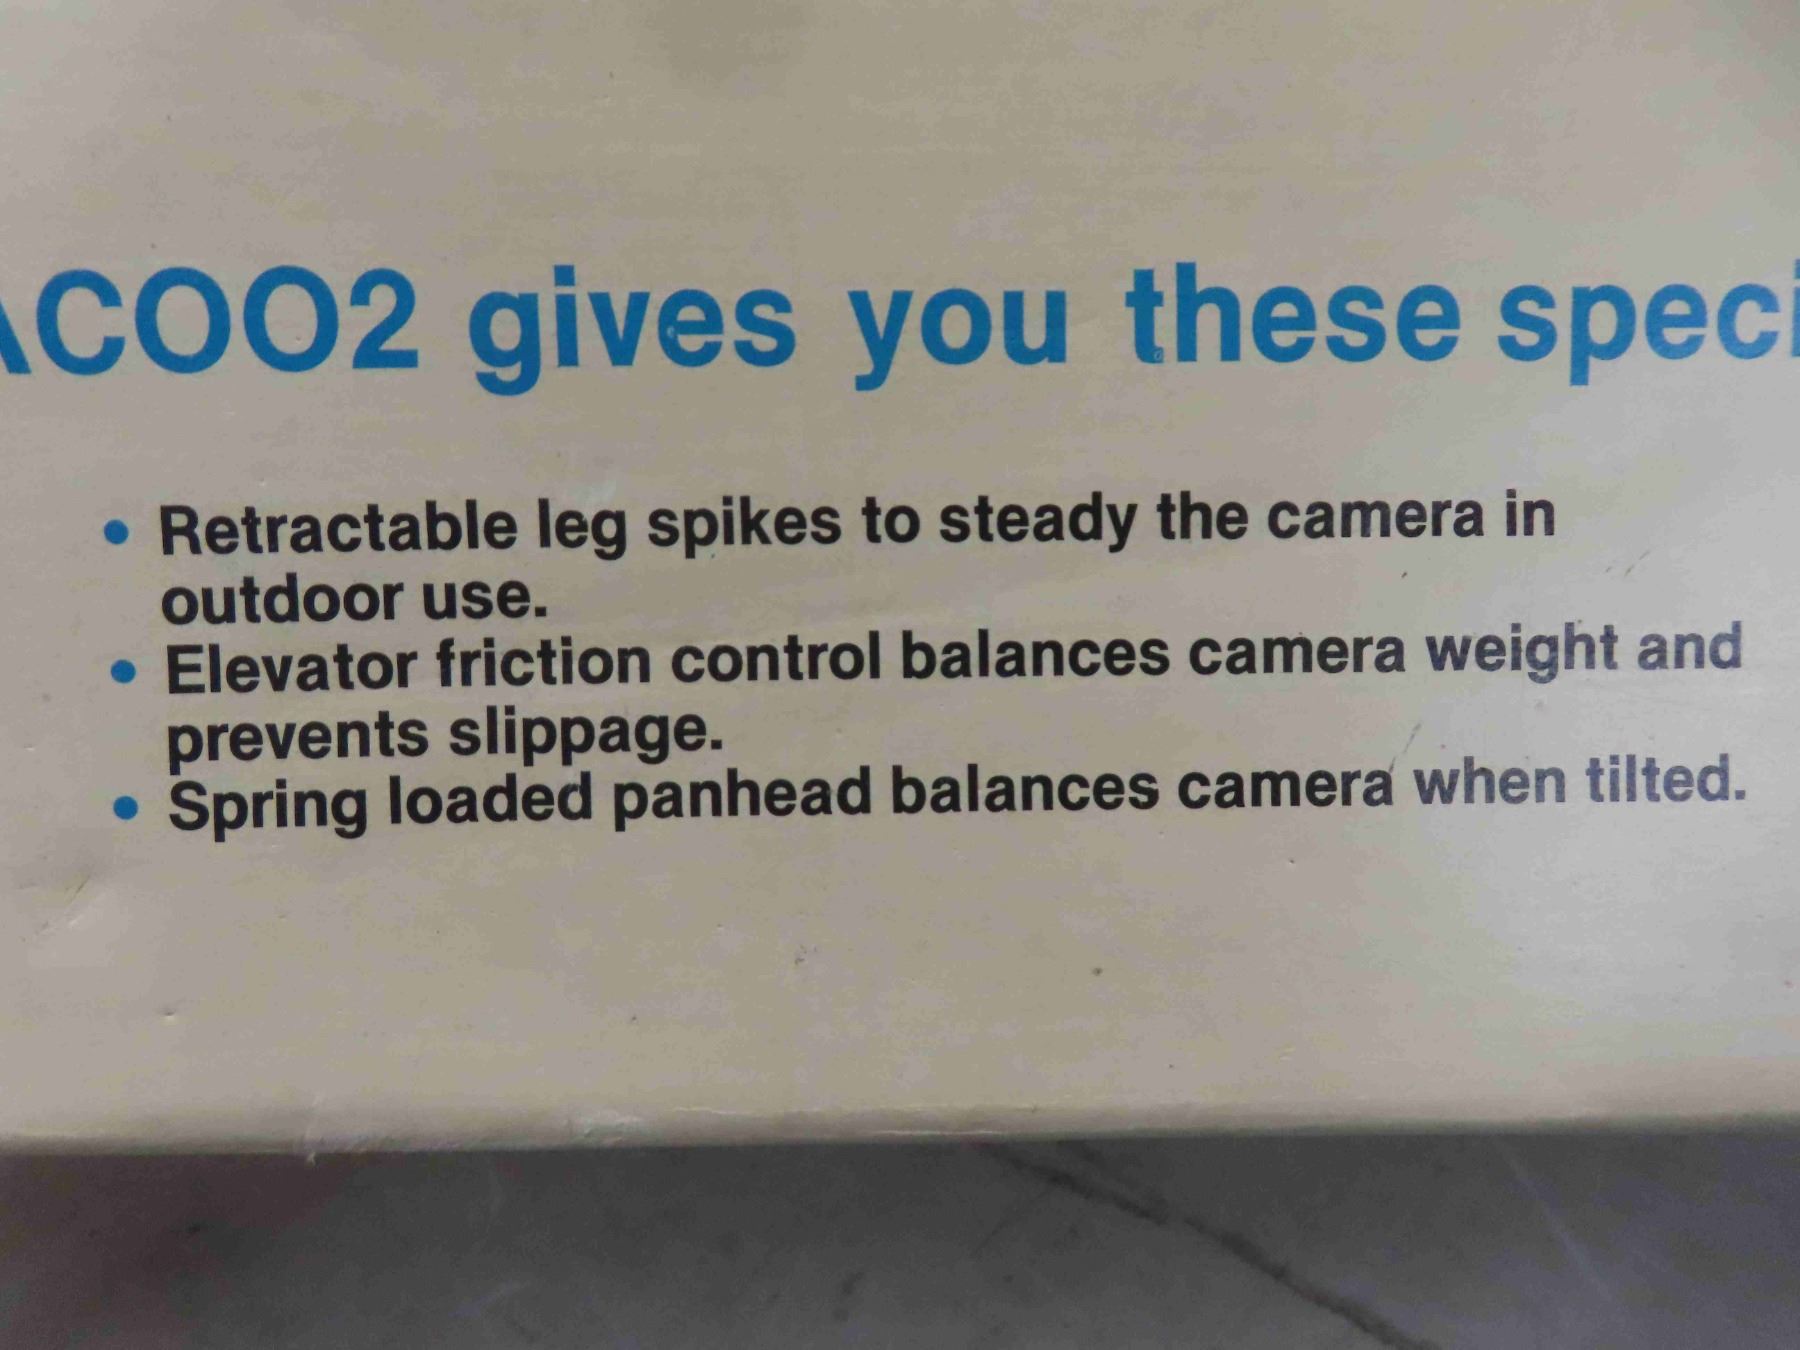 ACOO2 gives you these speci
• Retractable leg spikes to steady the camera in
outdoor use.
• Elevator friction control balances camera weight and
prevents slippage.
• Spring loaded panhead balances camera when tilted.